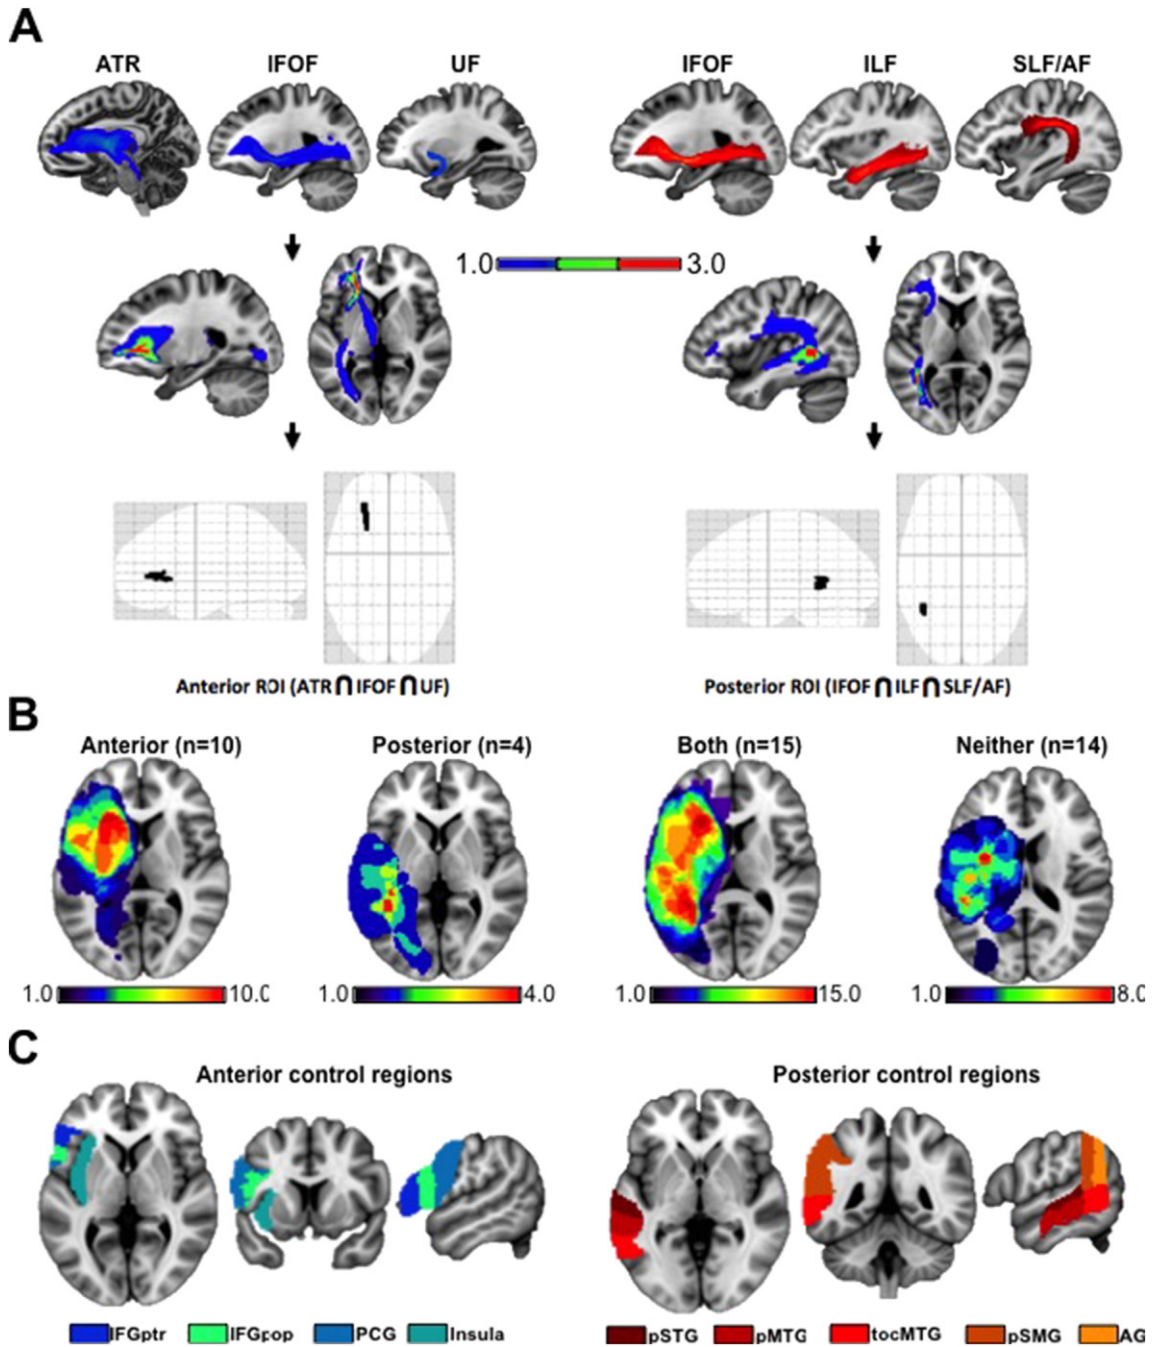 A
ATR IFOF UF IFOF ILF SLF/AF
1.0 3.0
Anterior ROI (ATR ⋂ IFOF ⋂ UF) Posterior ROI (IFOF ⋂ ILF ⋂ SLF/AF)
B
Anterior (n=10) Posterior (n=4) Both (n=15) Neither (n=14)
1.0 10.0 1.0 4.0 1.0 15.0 1.0 8.0
C
Anterior control regions Posterior control regions
IFGptr IFGpop PCG Insula pSTG pMTG tocMTG pSMG AG